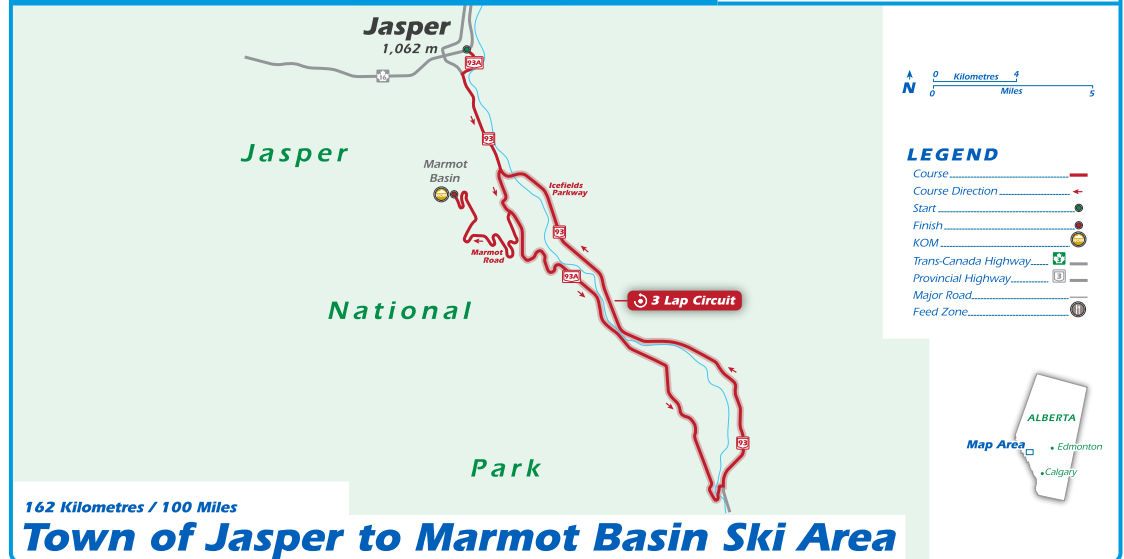 Jasper
1,062 m
93A
16
93
Jasper
Marmot
Basin
Icefields
Parkway
93
Marmot
Road
93A
3 Lap Circuit
National
93
Park
N
0 Kilometres 4
0 Miles 5
LEGEND
Course
Course Direction
Start
Finish
KOM
Trans-Canada Highway
Provincial Highway 3
Major Road
Feed Zone
ALBERTA
Map Area
Edmonton
Calgary
162 Kilometres / 100 Miles
Town of Jasper to Marmot Basin Ski Area